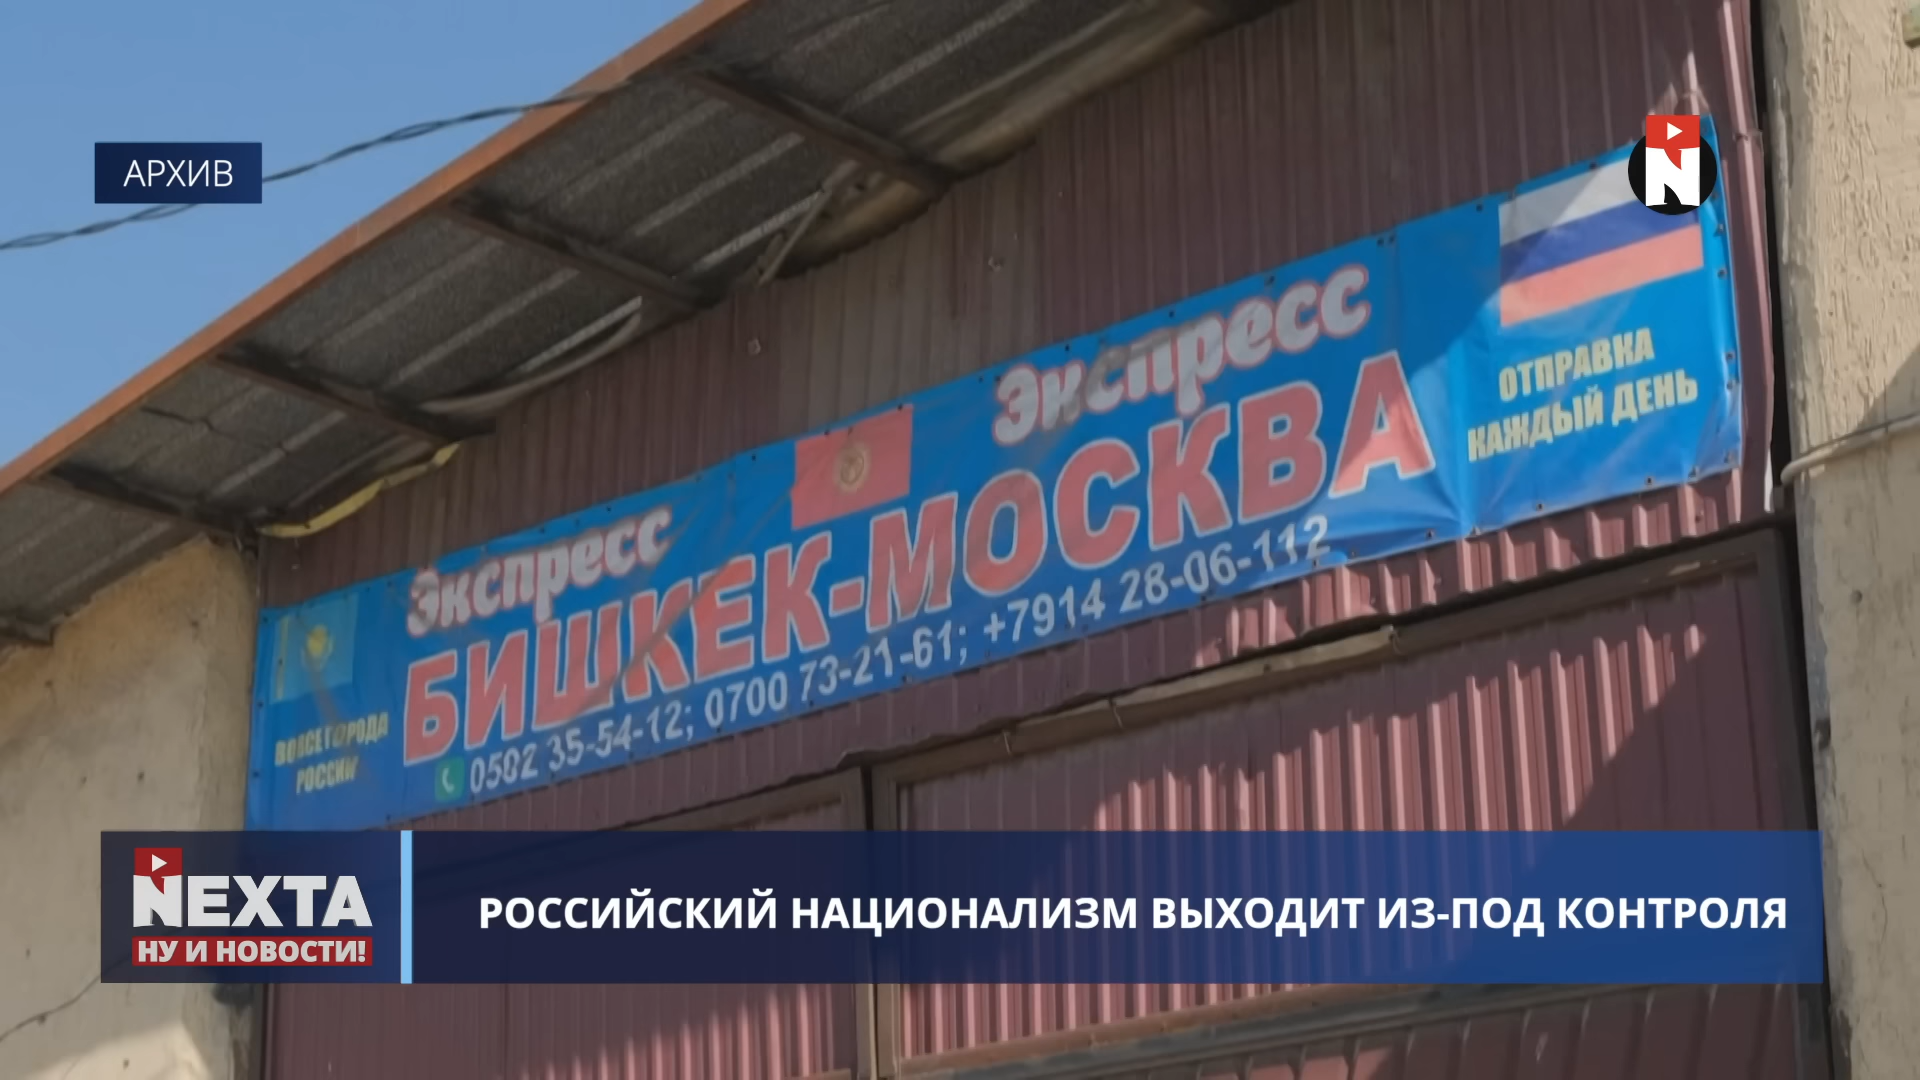 АРХИВ
N
Экспресс
Экспресс
БИШКЕК-МОСКВА
0502 35-54-12; 0700 73-21-61; +7914 28-06-112
ОТПРАВКА
КАЖДЫЙ ДЕНЬ
ВО ВСЕ ГОРОДА
РОССИИ
NEXTA
НУ И НОВОСТИ!
РОССИЙСКИЙ НАЦИОНАЛИЗМ ВЫХОДИТ ИЗ-ПОД КОНТРОЛЯ